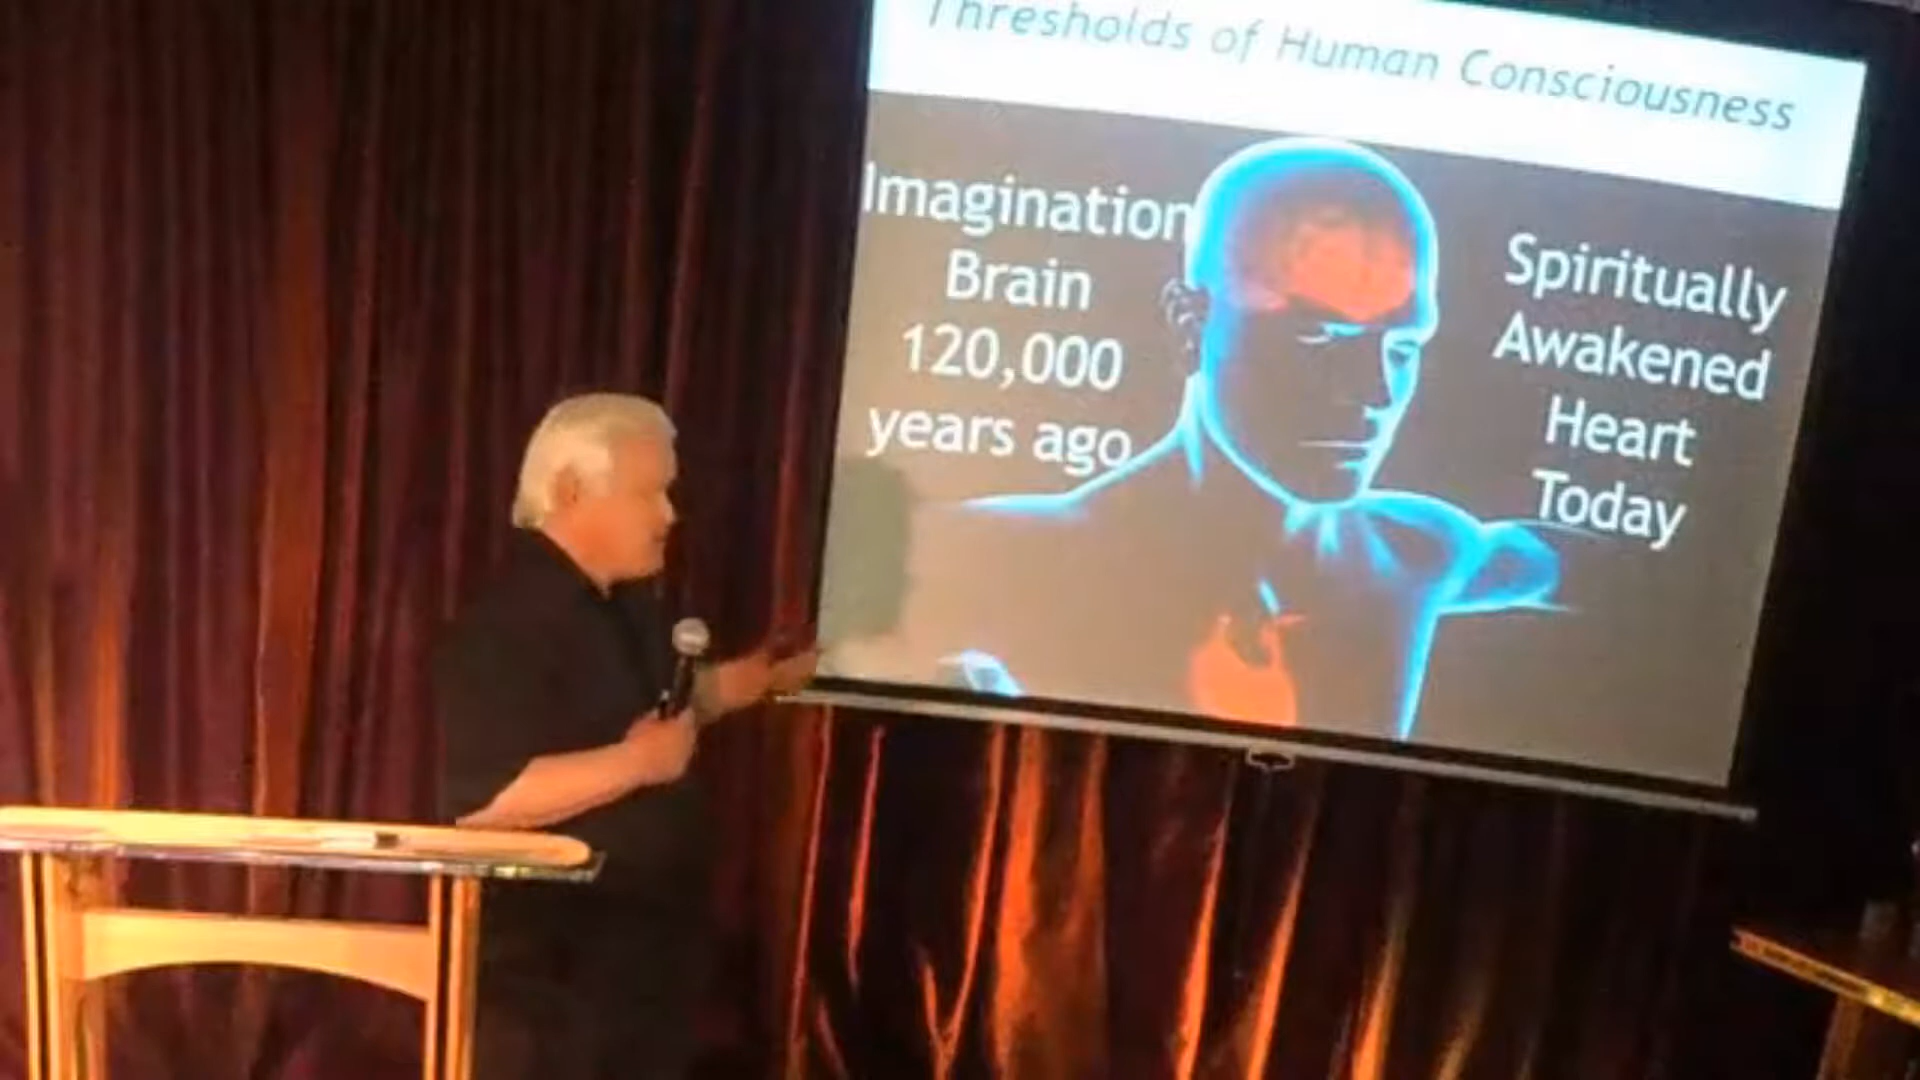 Thresholds of Human Consciousness
Imagination
Brain
120,000
years ago
Spiritually
Awakened
Heart
Today